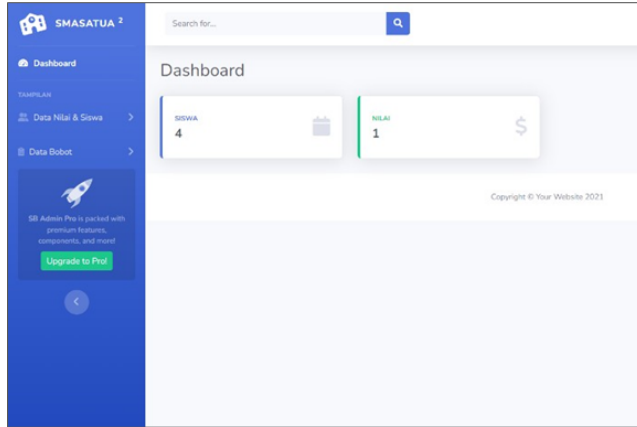 SMASATUA 2
Search for...
Dashboard
Dashboard
TAMPILAN
Data Nilai & Siswa
Data Bobot
SISWA
4
NILAI
1
$
SB Admin Pro is packed with
premium features,
components, and more!
Upgrade to Pro!
Copyright © Your Website 2021